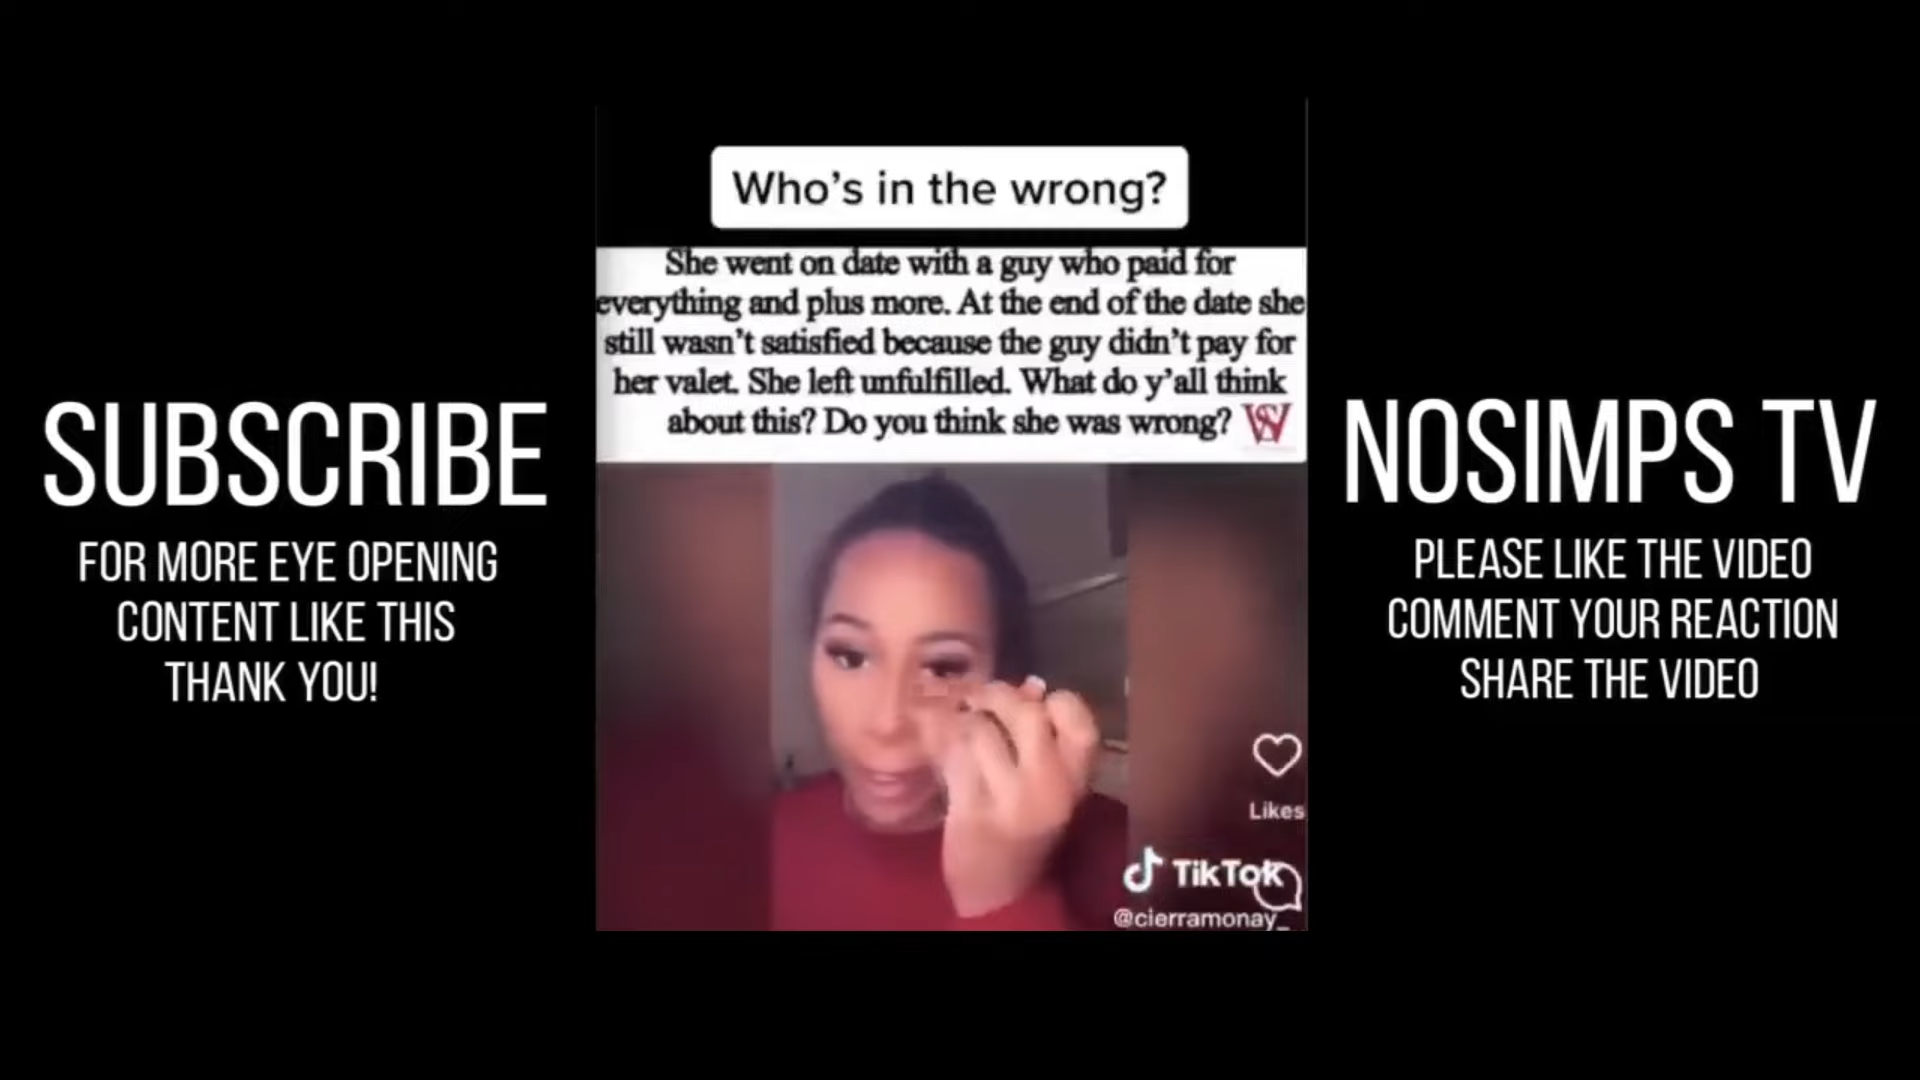 Who's in the wrong?
She went on date with a guy who paid for
everything and plus more. At the end of the date she
still wasn't satisfied because the guy didn't pay for
her valet. She left unfulfilled. What do y'all think
about this? Do you think she was wrong?
SUBSCRIBE
FOR MORE EYE OPENING
CONTENT LIKE THIS
THANK YOU!
NOSIMPS TV
PLEASE LIKE THE VIDEO
COMMENT YOUR REACTION
SHARE THE VIDEO
Likes
TikTok
@cierramonay_